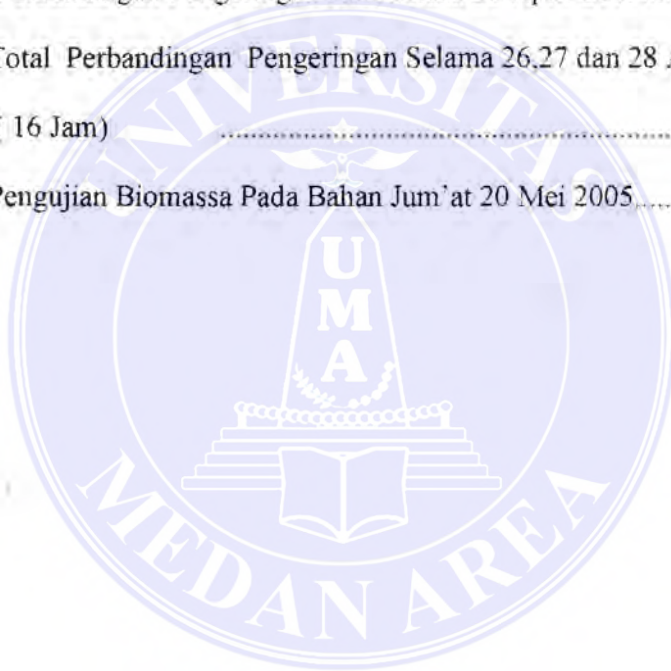 Total Perbandingan Pengeringan Selama 26,27 dan 28 J
( 16 Jam) ........................................................................
Pengujian Biomassa Pada Bahan Jum'at 20 Mei 2005......
UNIVERSITAS
UMA
MEDAN AREA